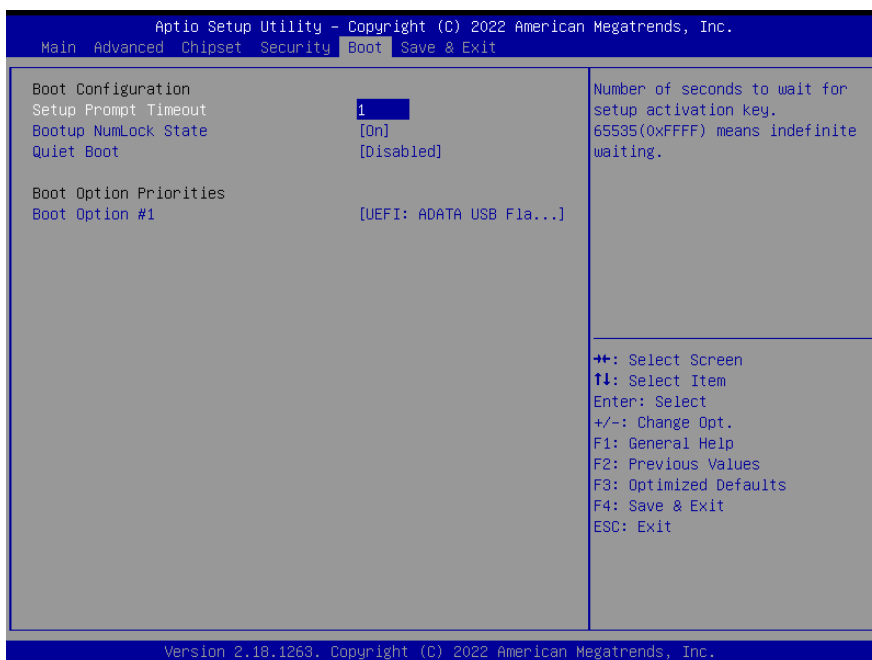 Aptio Setup Utility – Copyright (C) 2022 American Megatrends, Inc.
Main Advanced Chipset Security Boot Save & Exit
Boot Configuration
Setup Prompt Timeout 1
Bootup NumLock State [On]
Quiet Boot [Disabled]
Boot Option Priorities
Boot Option #1 [UEFI: ADATA USB Fla...]
Number of seconds to wait for
setup activation key.
65535(0xFFFF) means indefinite
waiting.
→←: Select Screen
↑↓: Select Item
Enter: Select
+/-: Change Opt.
F1: General Help
F2: Previous Values
F3: Optimized Defaults
F4: Save & Exit
ESC: Exit
Version 2.18.1263. Copyright (C) 2022 American Megatrends, Inc.